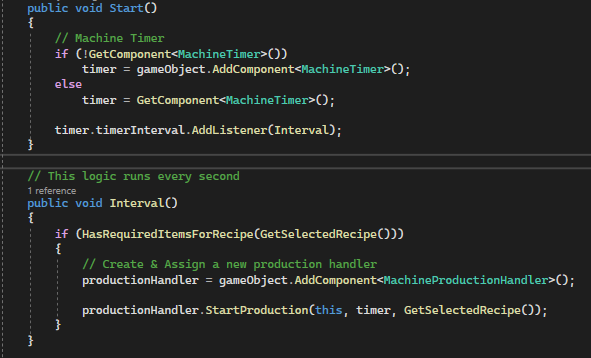 public void Start()
{
// Machine Timer
if (!GetComponent<MachineTimer>())
timer = gameObject.AddComponent<MachineTimer>();
else
timer = GetComponent<MachineTimer>();
timer.timerInterval.AddListener(Interval);
}
// This logic runs every second
1 reference
public void Interval()
{
if (HasRequiredItemsForRecipe(GetSelectedRecipe()))
{
// Create & Assign a new production handler
productionHandler = gameObject.AddComponent<MachineProductionHandler>();
productionHandler.StartProduction(this, timer, GetSelectedRecipe());
}
}